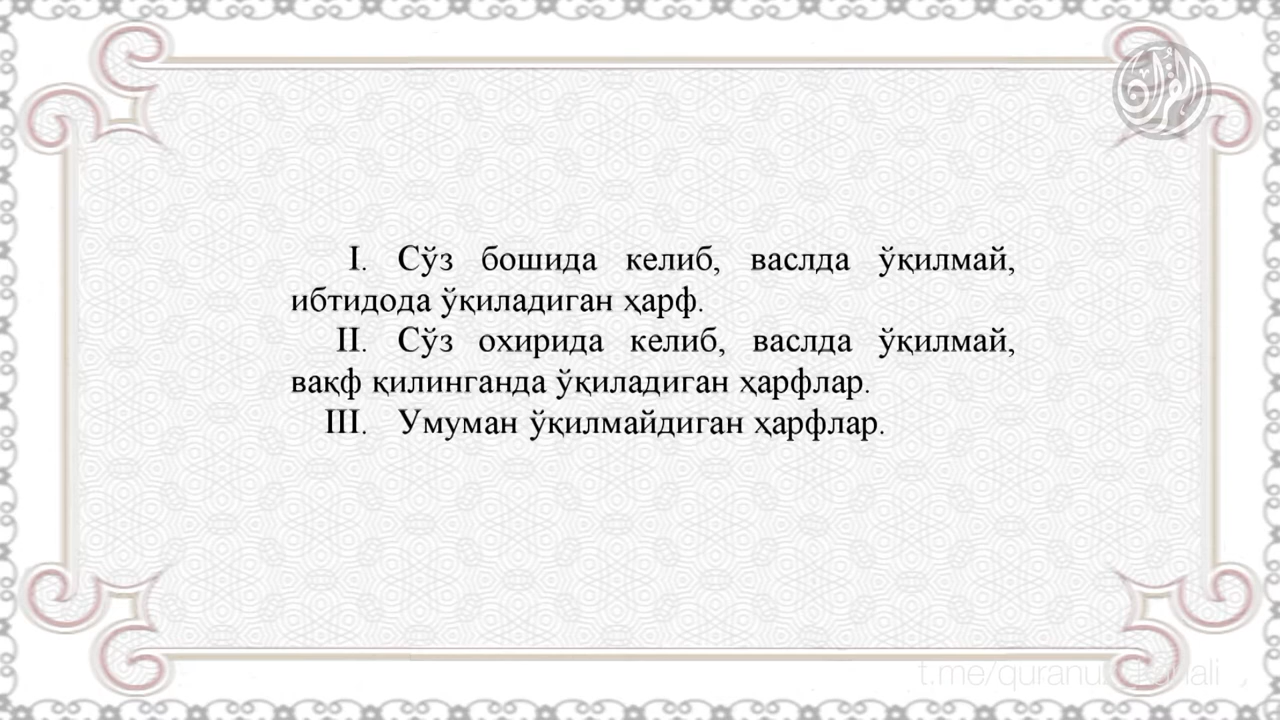 القرآن
I. Сўз бошида келиб, васлда ўқилмай,
ибтидода ўқиладиган ҳарф.
II. Сўз охирида келиб, васлда ўқилмай,
вақф қилинганда ўқиладиган ҳарфлар.
III. Умуман ўқилмайдиган ҳарфлар.